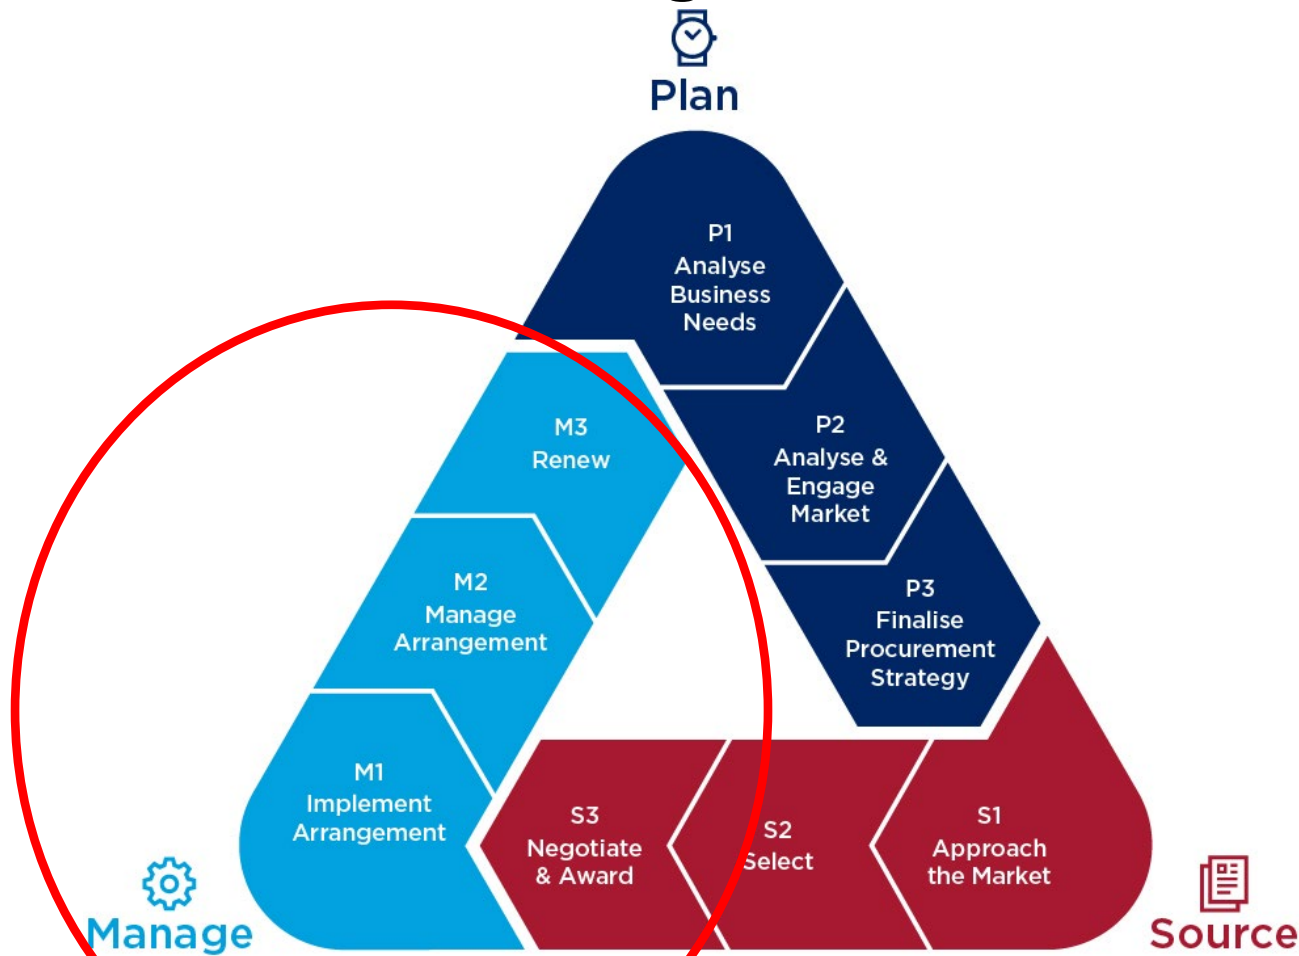 Plan
P1
Analyse
Business
Needs
P2
Analyse &
Engage
Market
P3
Finalise
Procurement
Strategy
S1
Approach
the Market
S2
Select
S3
Negotiate
& Award
M1
Implement
Arrangement
M2
Manage
Arrangement
M3
Renew
Manage
Source